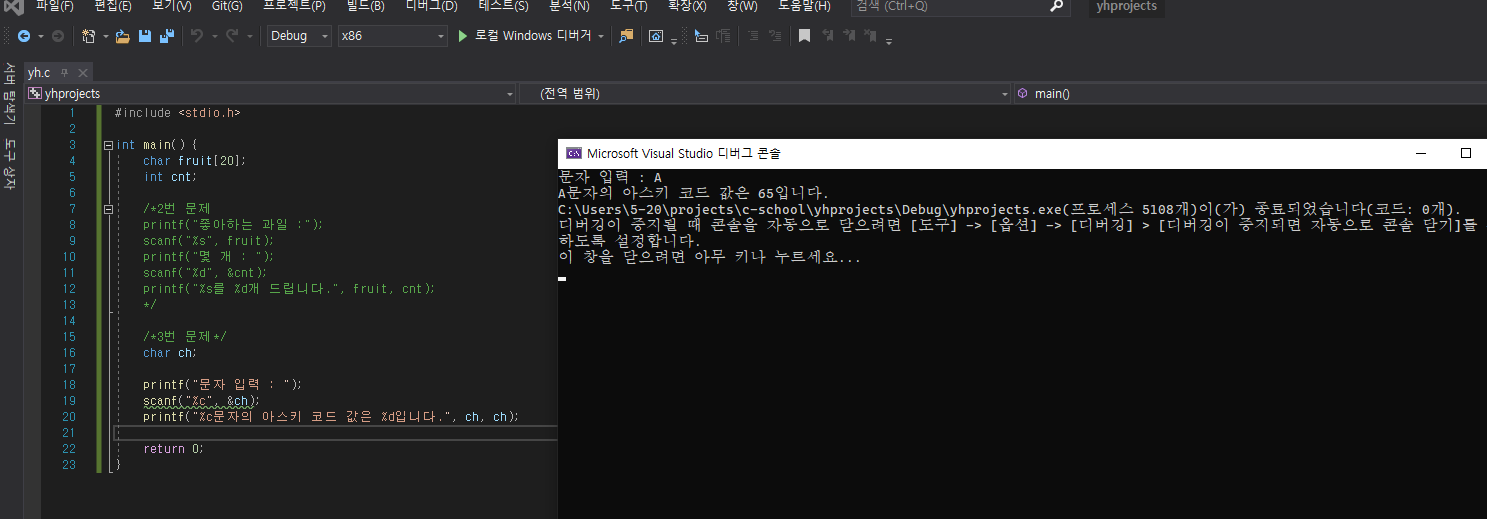 파일(F) 편집(E) 보기(V) Git(G) 프로젝트(P) 빌드(B) 디버그(D) 테스트(S) 분석(N) 도구(T) 확장(X) 창(W) 도움말(H) 검색 (Ctrl+Q) yhprojects
Debug x86 로컬 Windows 디버거
서버 탐색기
도구 상자
yh.c
yhprojects (전역 범위) main()
1 #include <stdio.h>
2
3 int main() {
4 char fruit[20];
5 int cnt;
6
7 /*2번 문제
8 printf("좋아하는 과일 :");
9 scanf("%s", fruit);
10 printf("몇 개 : ");
11 scanf("%d", &cnt);
12 printf("%s를 %d개 드립니다.", fruit, cnt);
13 */
14
15 /*3번 문제*/
16 char ch;
17
18 printf("문자 입력 : ");
19 scanf("%c", &ch);
20 printf("%c문자의 아스키 코드 값은 %d입니다.", ch, ch);
21
22 return 0;
23 }
Microsoft Visual Studio 디버그 콘솔
문자 입력 : A
A문자의 아스키 코드 값은 65입니다.
C:\Users\5-20\projects\c-school\yhprojects\Debug\yhprojects.exe(프로세스 5108개)이(가) 종료되었습니다(코드: 0개).
디버깅이 중지될 때 콘솔을 자동으로 닫으려면 [도구] -> [옵션] -> [디버깅] > [디버깅이 중지되면 자동으로 콘솔 닫기]를
하도록 설정합니다.
이 창을 닫으려면 아무 키나 누르세요...